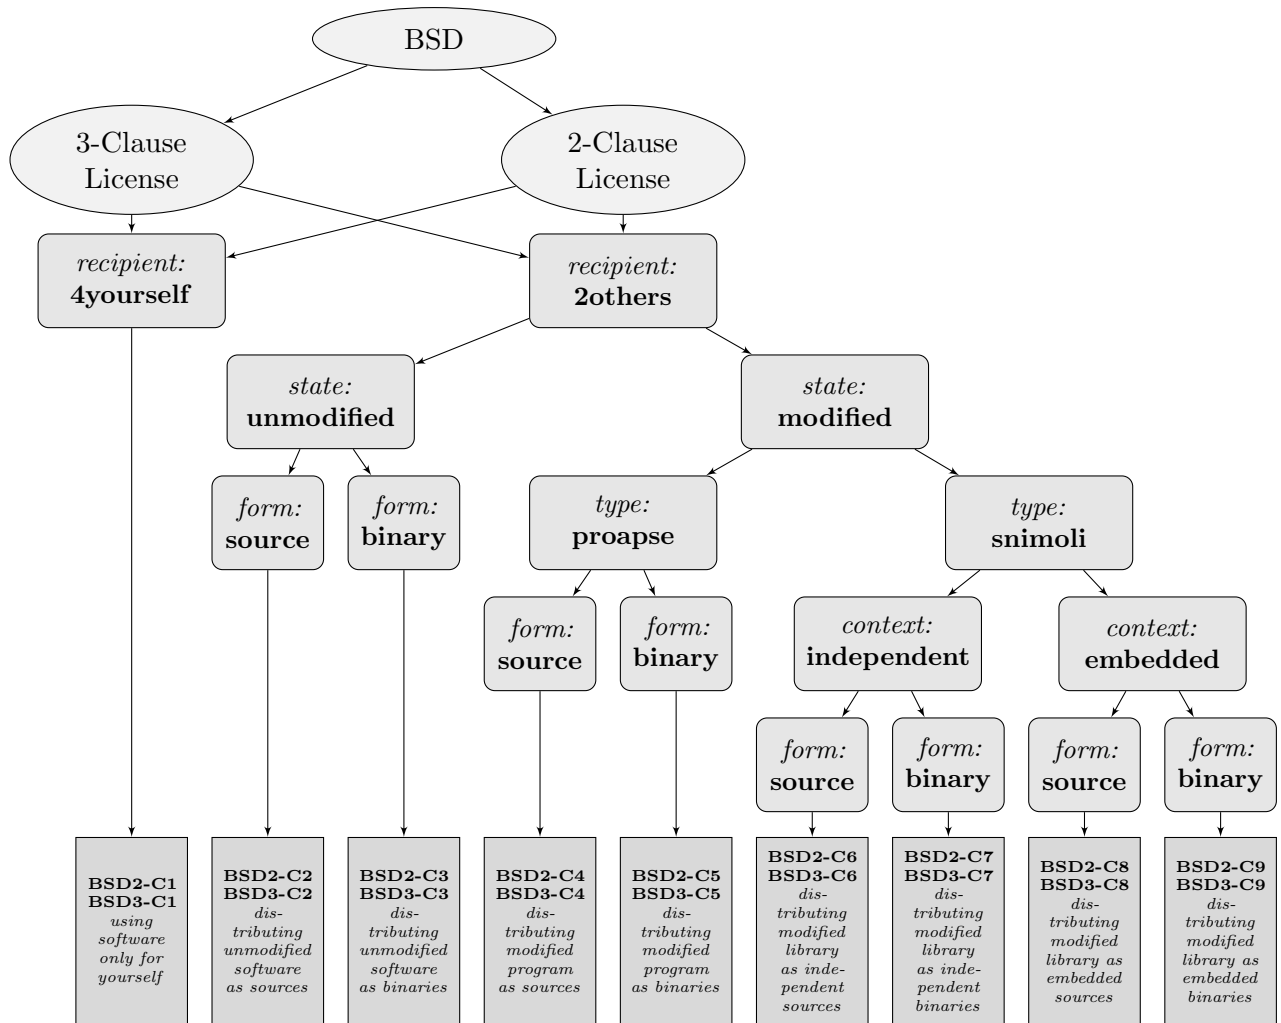 BSD
3-Clause
License
2-Clause
License
recipient:
4yourself
recipient:
2others
state:
unmodified
state:
modified
form:
source
form:
binary
type:
proapse
type:
snimoli
form:
source
form:
binary
context:
independent
context:
embedded
form:
source
form:
binary
form:
source
form:
binary
BSD2-C1
BSD3-C1
using
software
only for
yourself
BSD2-C2
BSD3-C2
dis-
tributing
unmodified
software
as sources
BSD2-C3
BSD3-C3
dis-
tributing
unmodified
software
as binaries
BSD2-C4
BSD3-C4
dis-
tributing
modified
program
as sources
BSD2-C5
BSD3-C5
dis-
tributing
modified
program
as binaries
BSD2-C6
BSD3-C6
dis-
tributing
modified
library
as inde-
pendent
sources
BSD2-C7
BSD3-C7
dis-
tributing
modified
library
as inde-
pendent
binaries
BSD2-C8
BSD3-C8
dis-
tributing
modified
library as
embedded
sources
BSD2-C9
BSD3-C9
dis-
tributing
modified
library as
embedded
binaries